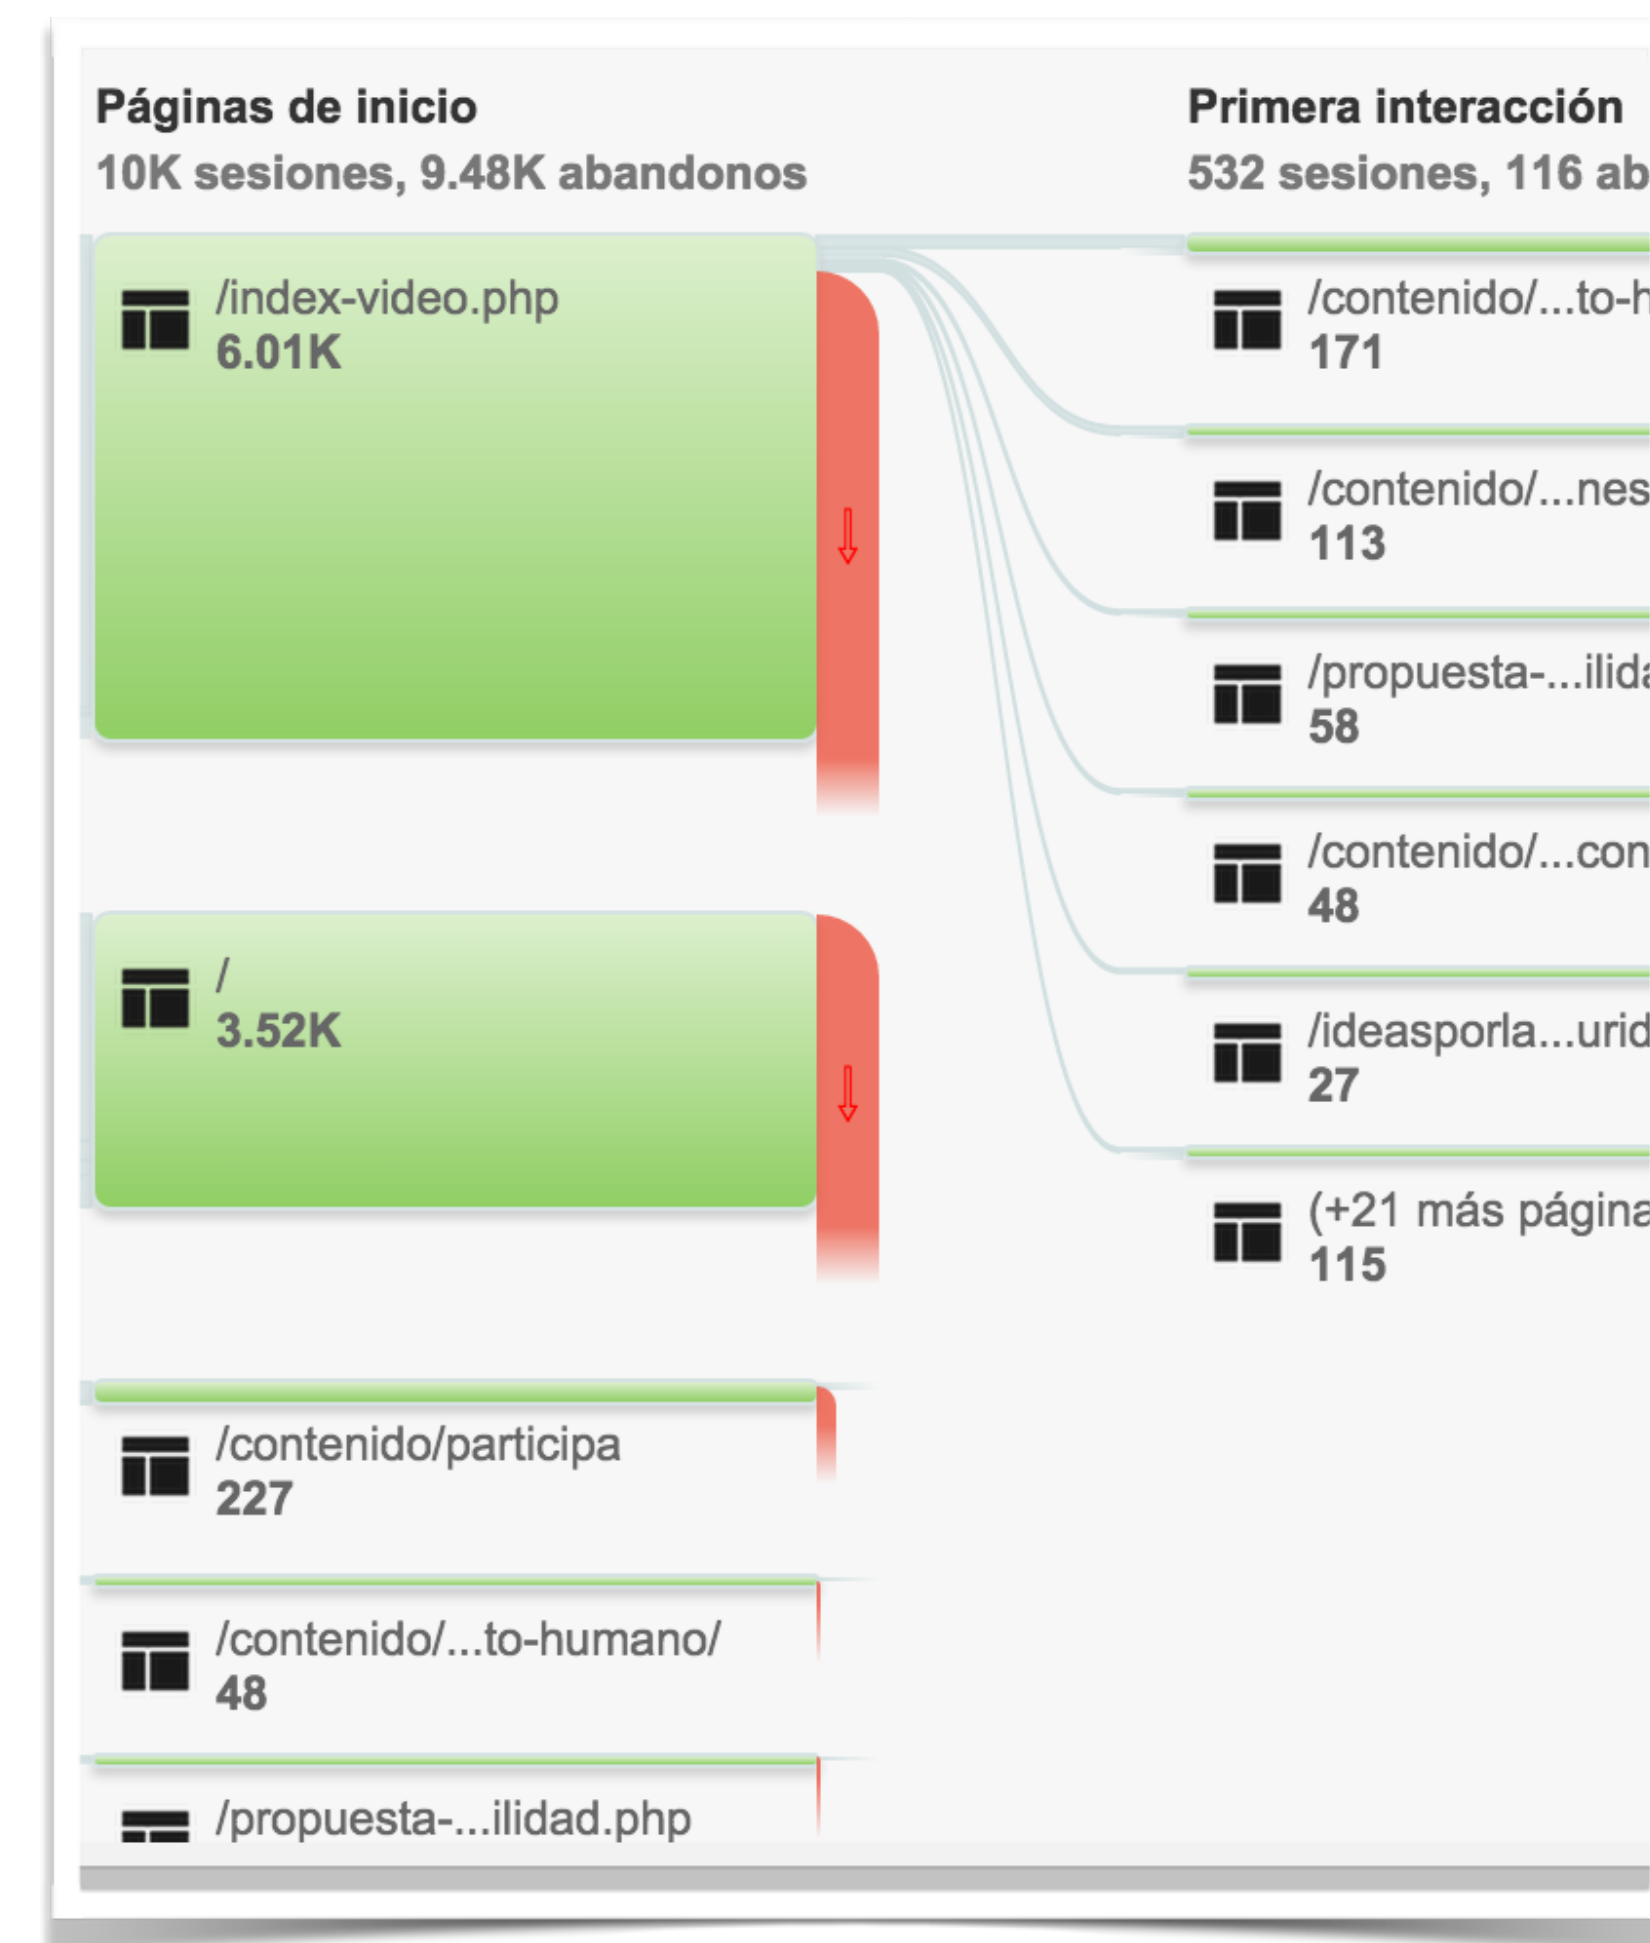 Páginas de inicio
10K sesiones, 9.48K abandonos
/index-video.php
6.01K
/
3.52K
/contenido/participa
227
/contenido/...to-humano/
48
/propuesta-...ilidad.php
Primera interacción
532 sesiones, 116 ab
/contenido/...to-h
171
/contenido/...nes
113
/propuesta-...ilida
58
/contenido/...con
48
/ideasporla...urid
27
(+21 más página
115